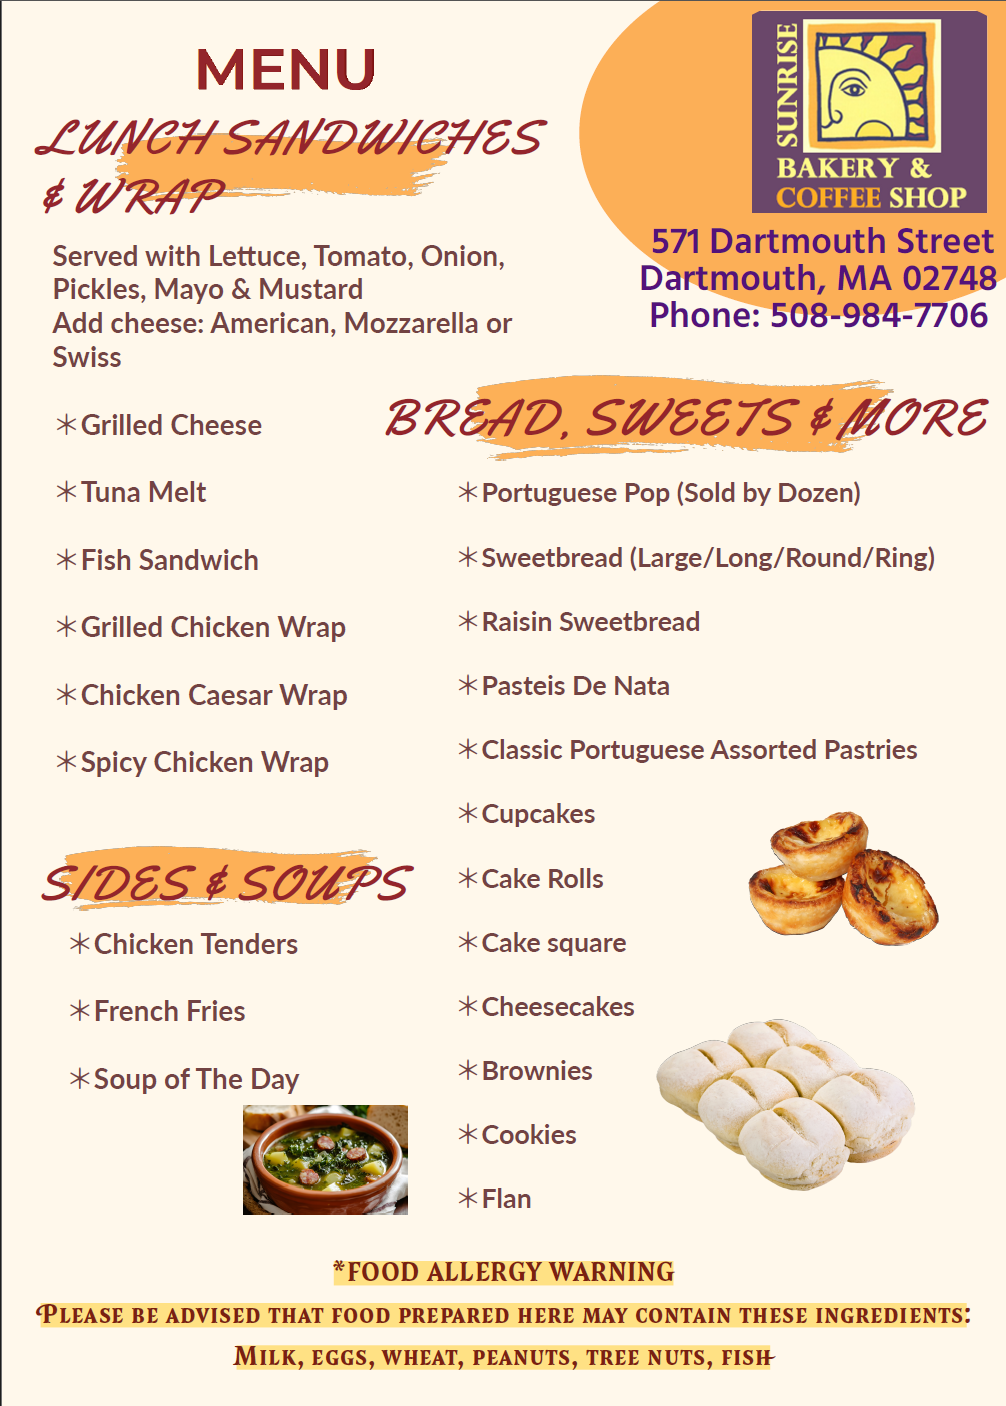 MENU
LUNCH SANDWICHES
& WRAP
Served with Lettuce, Tomato, Onion,
Pickles, Mayo & Mustard
Add cheese: American, Mozzarella or
Swiss
*Grilled Cheese
*Tuna Melt
*Fish Sandwich
*Grilled Chicken Wrap
*Chicken Caesar Wrap
*Spicy Chicken Wrap
SIDES & SOUPS
*Chicken Tenders
*French Fries
*Soup of The Day
SUNRISE
BAKERY &
COFFEE SHOP
571 Dartmouth Street
Dartmouth, MA 02748
Phone: 508-984-7706
BREAD, SWEETS & MORE
*Portuguese Pop (Sold by Dozen)
*Sweetbread (Large/Long/Round/Ring)
*Raisin Sweetbread
*Pasteis De Nata
*Classic Portuguese Assorted Pastries
*Cupcakes
*Cake Rolls
*Cake square
*Cheesecakes
*Brownies
*Cookies
*Flan
*FOOD ALLERGY WARNING
PLEASE BE ADVISED THAT FOOD PREPARED HERE MAY CONTAIN THESE INGREDIENTS:
MILK, EGGS, WHEAT, PEANUTS, TREE NUTS, FISH